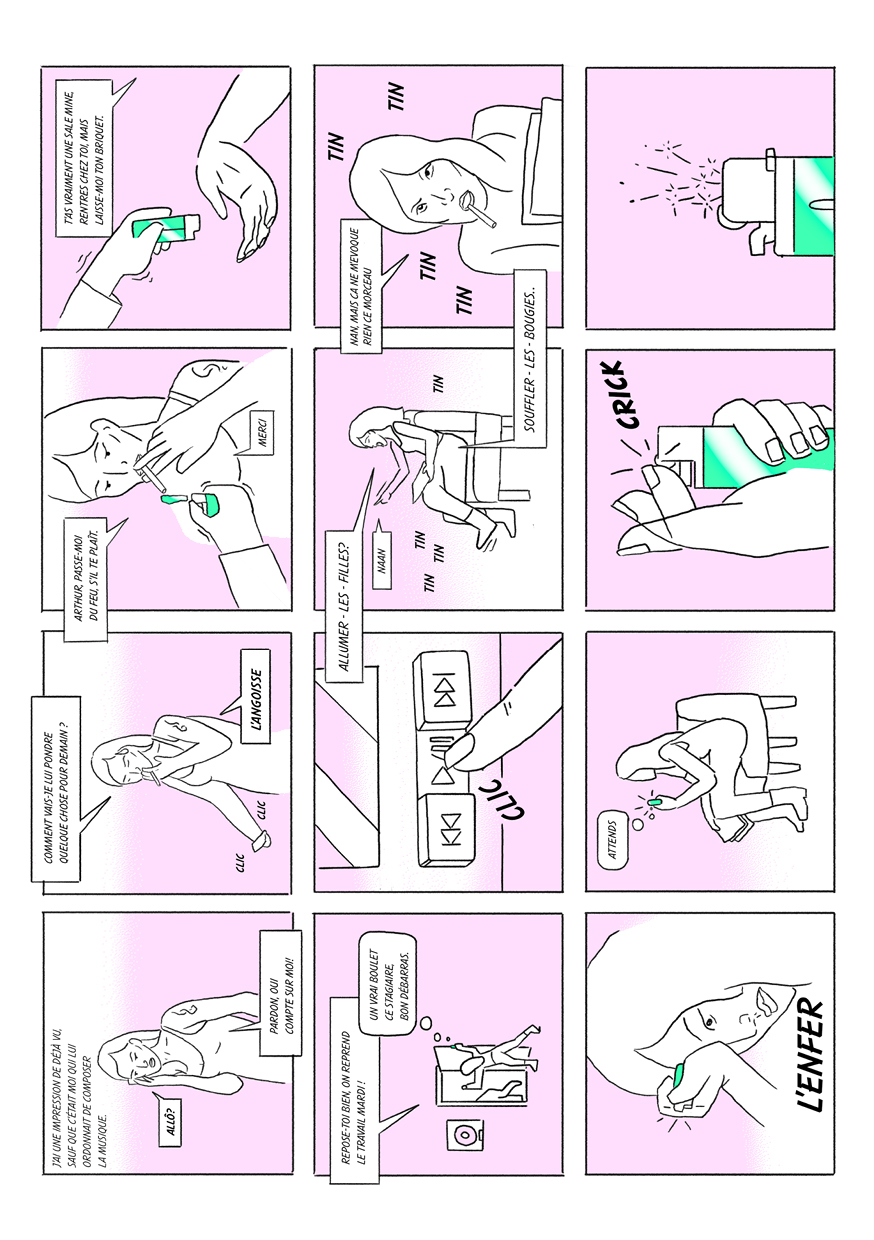 J'AI UNE IMPRESSION DE DÉJÀ VU,
SAUF QUE C'ÉTAIT MOI QUI LUI
ORDONNAIT DE COMPOSER
LA MUSIQUE.
ALLÔ?
PARDON, OUI
COMPTE SUR MOI!
COMMENT VAIS-JE LUI PONDRE
QUELQUE CHOSE POUR DEMAIN ?
CLIC
CLIC
L'ANGOISSE
ARTHUR, PASSE-MOI
DU FEU, S'IL TE PLAÎT.
MERCI
T'AS VRAIMENT UNE SALE MINE,
RENTRES CHEZ TOI, MAIS
LAISSE-MOI TON BRIQUET.
REPOSE-TOI BIEN, ON REPREND
LE TRAVAIL MARDI !
UN VRAI BOULET
CE STAGIAIRE,
BON DÉBARRAS.
CLIC
ALLUMER - LES - FILLES?
NAAN
TIN
TIN
TIN
TIN
SOUFFLER - LES - BOUGIES..
NAN, MAIS CA NE M'EVOQUE
RIEN CE MORCEAU
TIN
TIN
TIN
TIN
L'ENFER
ATTENDS
CRICK